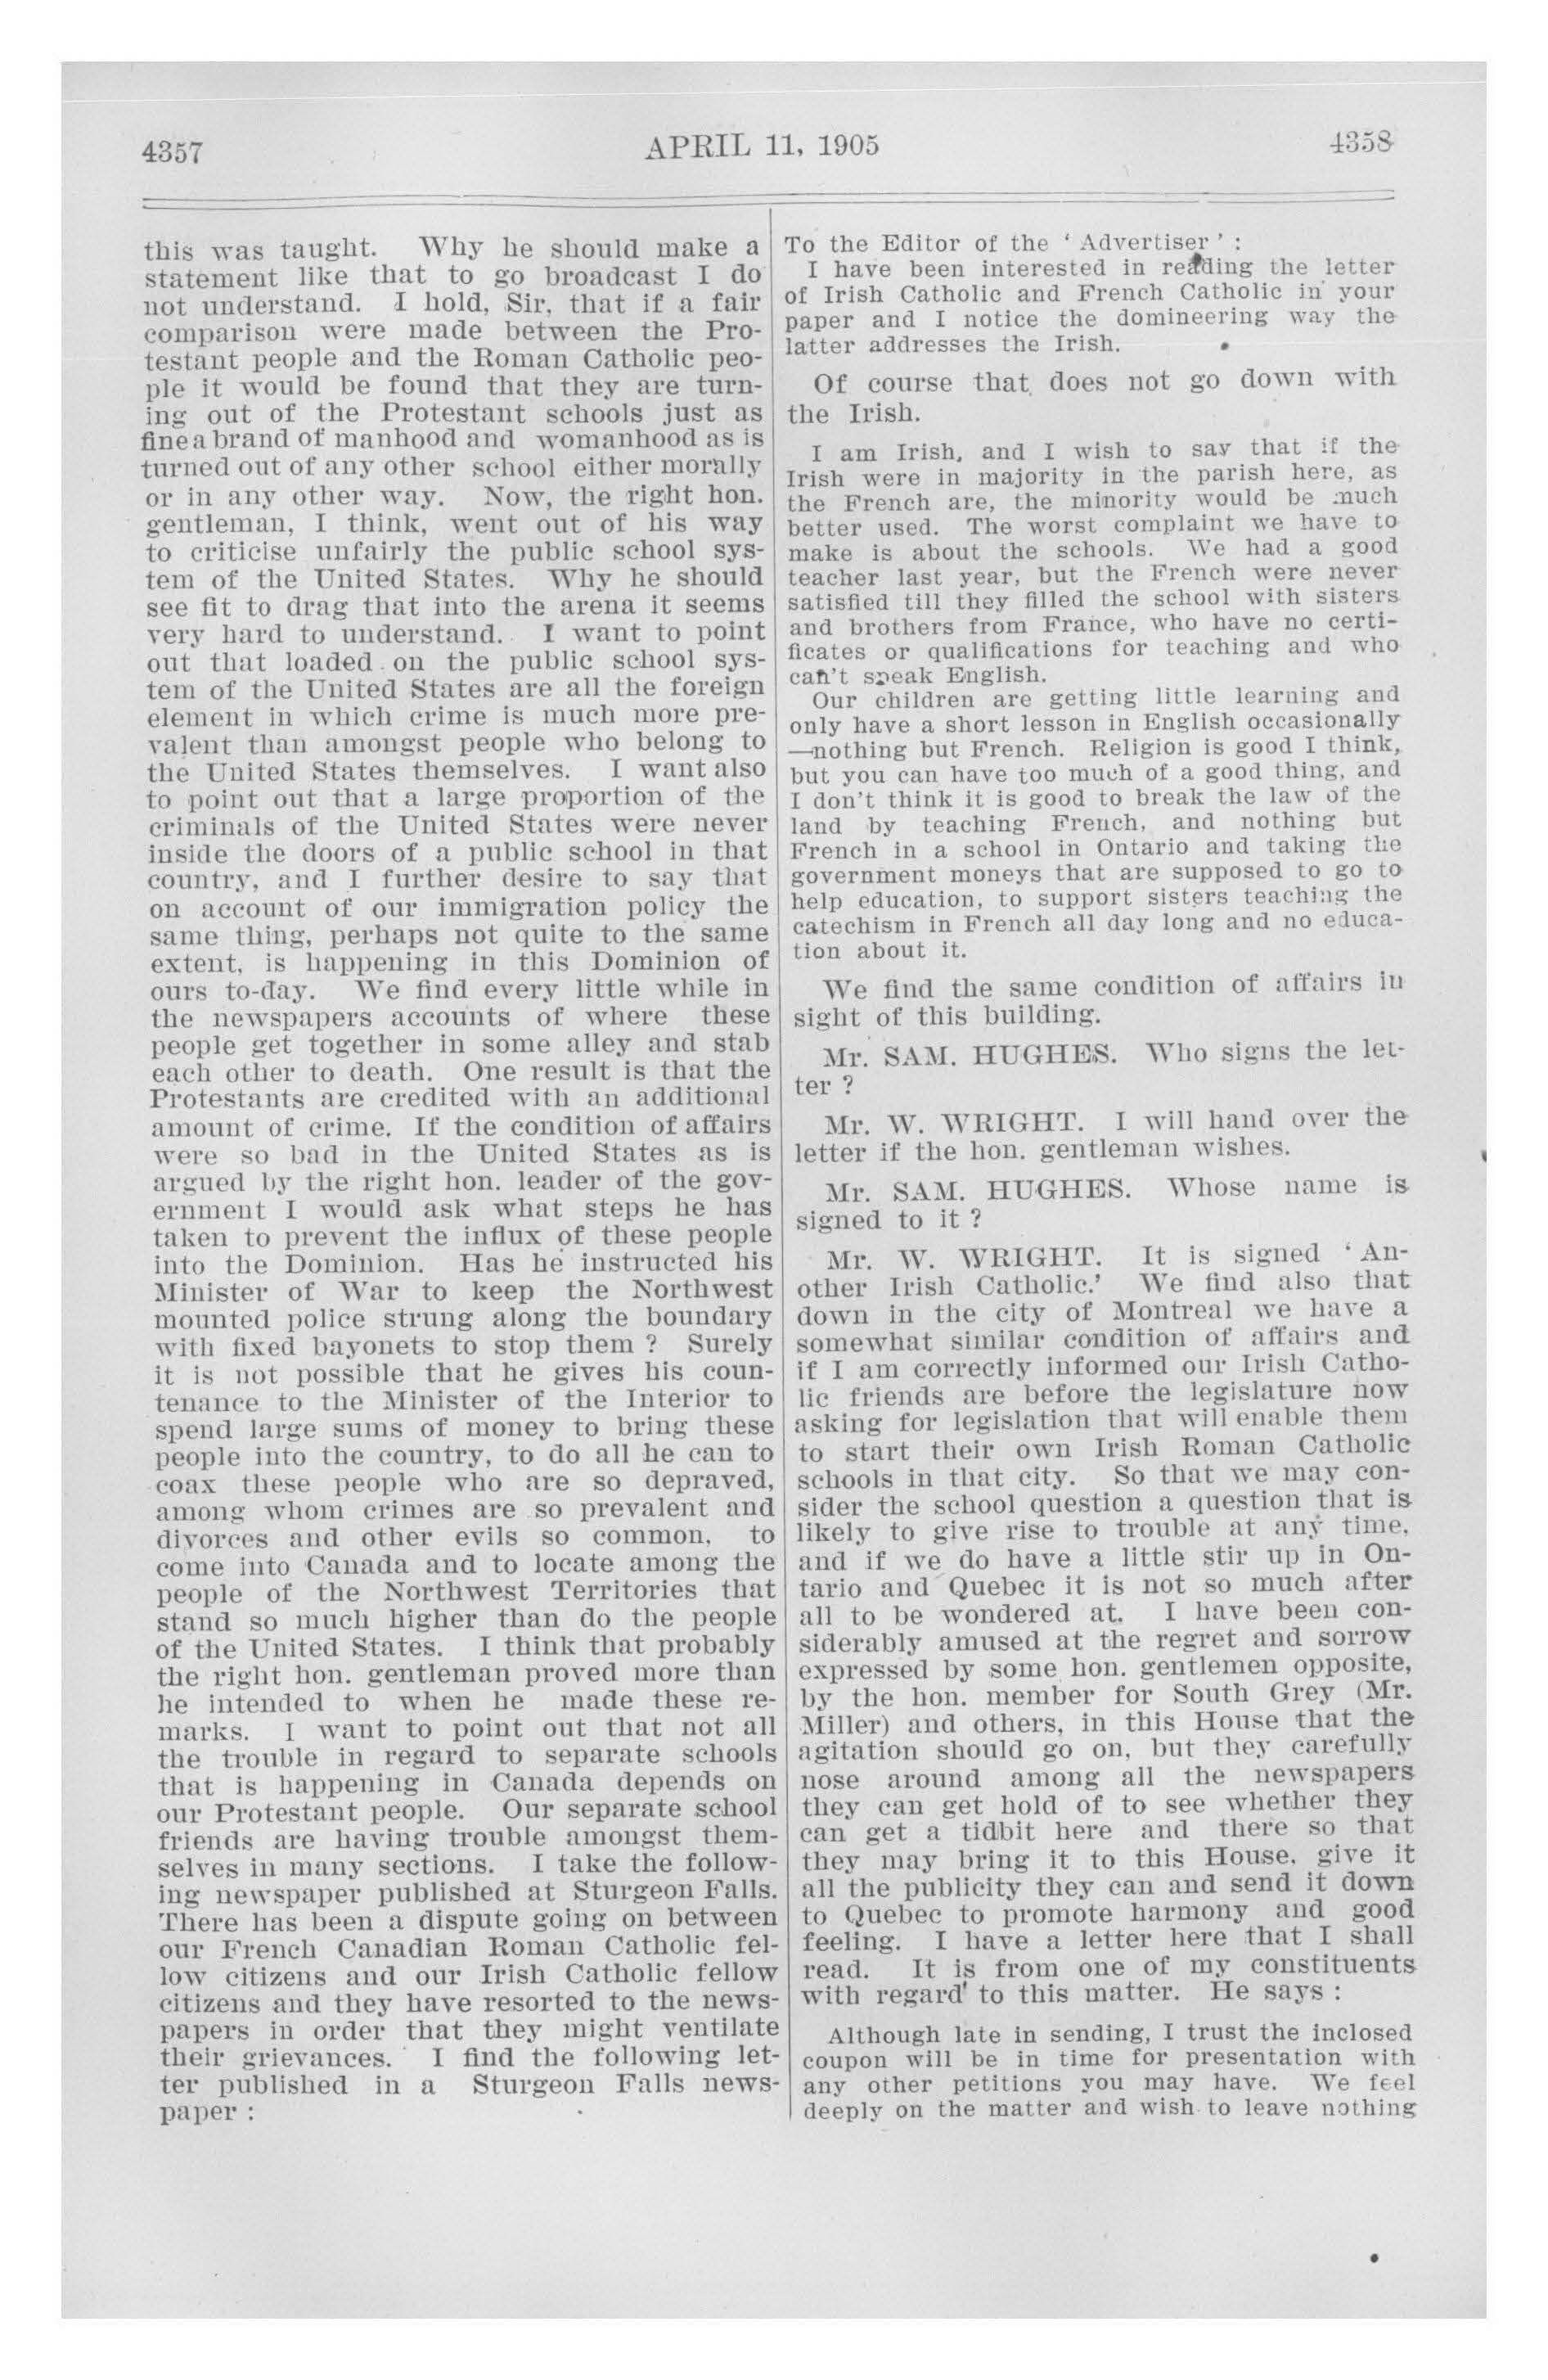 4357
APRIL 11, 1905
4358
this was taught. Why he should make a
statement like that to go broadcast I do
not understand. I hold, Sir, that if a fair
comparison were made between the Pro-
testant people and the Roman Catholic peo-
ple it would be found that they are turn-
ing out of the Protestant schools just as
fine a brand of manhood and womanhood as is
turned out of any other school either morally
or in any other way. Now, the right hon.
gentleman, I think, went out of his way
to criticise unfairly the public school sys-
tem of the United States. Why he should
see fit to drag that into the arena it seems
very hard to understand. I want to point
out that loaded on the public school sys-
tem of the United States are all the foreign
element in which crime is much more pre-
valent than amongst people who belong to
the United States themselves. I want also
to point out that a large proportion of the
criminals of the United States were never
inside the doors of a public school in that
country, and I further desire to say that
on account of our immigration policy the
same thing, perhaps not quite to the same
extent, is happening in this Dominion of
ours to-day. We find every little while in
the newspapers accounts of where these
people get together in some alley and stab
each other to death. One result is that the
Protestants are credited with an additional
amount of crime. If the condition of affairs
were so bad in the United States as is
argued by the right hon. leader of the gov-
ernment I would ask what steps he has
taken to prevent the influx of these people
into the Dominion. Has he instructed his
Minister of War to keep the Northwest
mounted police strung along the boundary
with fixed bayonets to stop them ? Surely
it is not possible that he gives his coun-
tenance to the Minister of the Interior to
spend large sums of money to bring these
people into the country, to do all he can to
coax these people who are so depraved,
among whom crimes are so prevalent and
divorces and other evils so common, to
come into Canada and to locate among the
people of the Northwest Territories that
stand so much higher than do the people
of the United States. I think that probably
the right hon. gentleman proved more than
he intended to when he made these re-
marks. I want to point out that not all
the trouble in regard to separate schools
that is happening in Canada depends on
our Protestant people. Our separate school
friends are having trouble amongst them-
selves in many sections. I take the follow-
ing newspaper published at Sturgeon Falls.
There has been a dispute going on between
our French Canadian Roman Catholic fel-
low citizens and our Irish Catholic fellow
citizens and they have resorted to the news-
papers in order that they might ventilate
their grievances. I find the following let-
ter published in a Sturgeon Falls news-
paper :
To the Editor of the ‘ Advertiser ’ :
I have been interested in reading the letter
of Irish Catholic and French Catholic in your
paper and I notice the domineering way the
latter addresses the Irish.
Of course that does not go down with
the Irish.
I am Irish, and I wish to say that if the
Irish were in majority in the parish here, as
the French are, the minority would be much
better used. The worst complaint we have to
make is about the schools. We had a good
teacher last year, but the French were never
satisfied till they filled the school with sisters
and brothers from France, who have no certi-
ficates or qualifications for teaching and who
can't speak English.
Our children are getting little learning and
only have a short lesson in English occasionally
—nothing but French. Religion is good I think,
but you can have too much of a good thing, and
I don't think it is good to break the law of the
land by teaching French, and nothing but
French in a school in Ontario and taking the
government moneys that are supposed to go to
help education, to support sisters teaching the
catechism in French all day long and no educa-
tion about it.
We find the same condition of affairs in
sight of this building.
Mr. SAM. HUGHES. Who signs the let-
ter ?
Mr. W. WRIGHT. I will hand over the
letter if the hon. gentleman wishes.
Mr. SAM. HUGHES. Whose name is
signed to it ?
Mr. W. WRIGHT. It is signed ‘ An-
other Irish Catholic.’ We find also that
down in the city of Montreal we have a
somewhat similar condition of affairs and
if I am correctly informed our Irish Catho-
lic friends are before the legislature now
asking for legislation that will enable them
to start their own Irish Roman Catholic
schools in that city. So that we may con-
sider the school question a question that is
likely to give rise to trouble at any time,
and if we do have a little stir up in On-
tario and Quebec it is not so much after
all to be wondered at. I have been con-
siderably amused at the regret and sorrow
expressed by some hon. gentlemen opposite,
by the hon. member for South Grey (Mr.
Miller) and others, in this House that the
agitation should go on, but they carefully
nose around among all the newspapers
they can get hold of to see whether they
can get a tidbit here and there so that
they may bring it to this House, give it
all the publicity they can and send it down
to Quebec to promote harmony and good
feeling. I have a letter here that I shall
read. It is from one of my constituents
with regard to this matter. He says :
Although late in sending, I trust the inclosed
coupon will be in time for presentation with
any other petitions you may have. We feel
deeply on the matter and wish to leave nothing